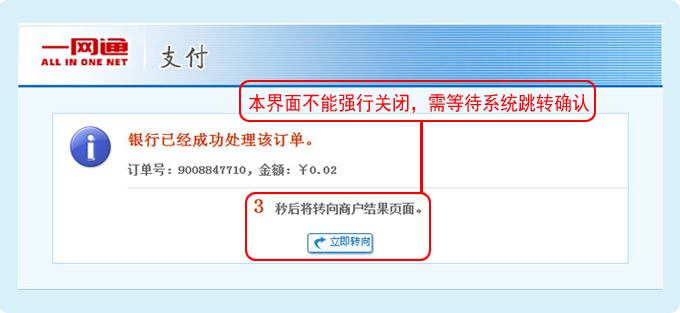 一网通
ALL IN ONE NET
支付
本界面不能强行关闭，需等待系统跳转确认
银行已经成功处理该订单。
订单号：9008847710，金额：￥0.02
3 秒后将转向商户结果页面。
立即转向